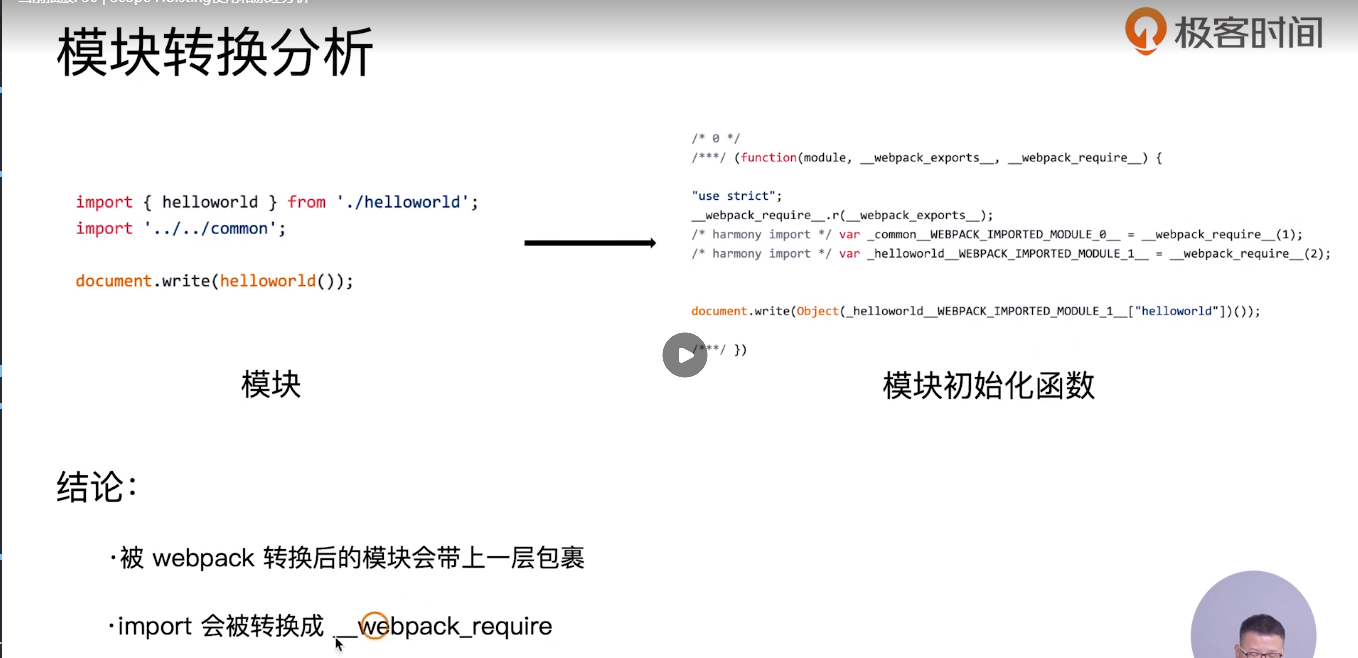 极客时间
模块转换分析
import { helloworld } from './helloworld';
import '../../common';
document.write(helloworld());
模块
/* 0 */
/***/ (function(module, __webpack_exports__, __webpack_require__) {
"use strict";
__webpack_require__.r(__webpack_exports__);
/* harmony import */ var _common__WEBPACK_IMPORTED_MODULE_0__ = __webpack_require__(1);
/* harmony import */ var _helloworld__WEBPACK_IMPORTED_MODULE_1__ = __webpack_require__(2);
document.write(Object(_helloworld__WEBPACK_IMPORTED_MODULE_1__["helloworld"])());
/***/ })
模块初始化函数
结论：
·被 webpack 转换后的模块会带上一层包裹
·import 会被转换成 __webpack_require